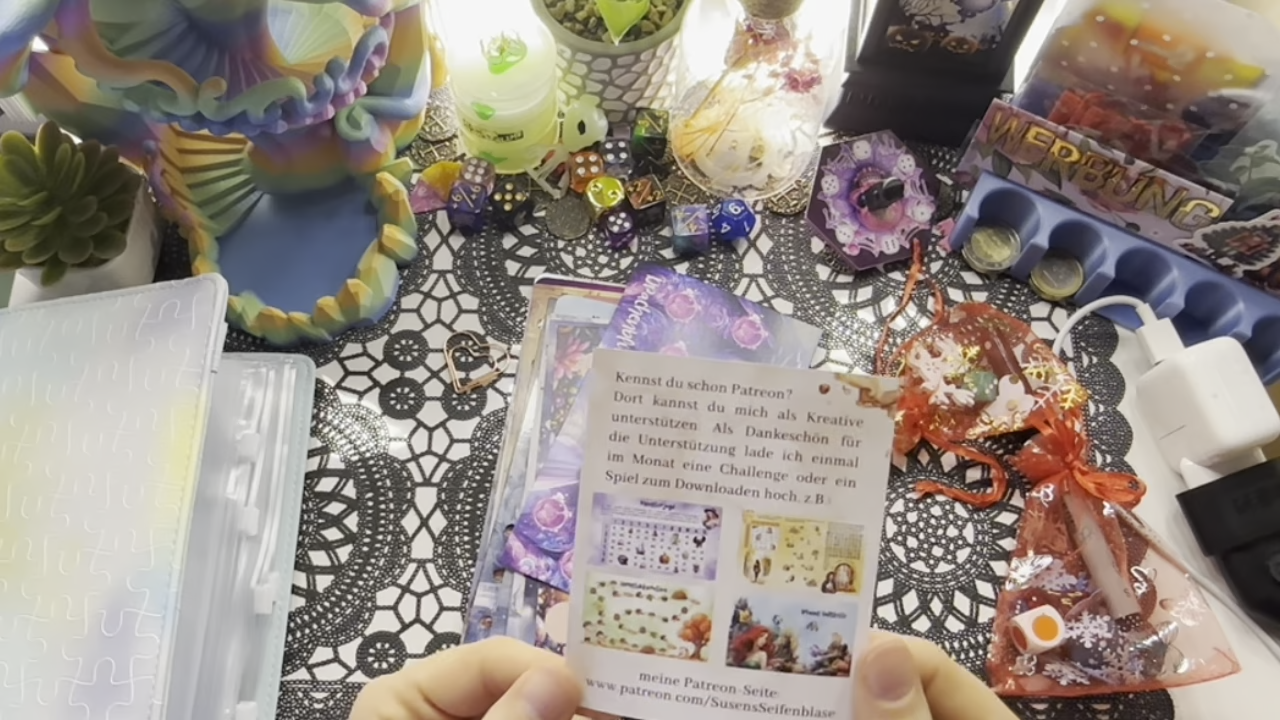 WERBUNG
Kennst du schon Patreon?
Dort kannst du mich als Kreative
unterstützen. Als Dankeschön für
die Unterstützung lade ich einmal
im Monat eine Challenge oder ein
Spiel zum Downloaden hoch. z.B
meine Patreon-Seite
www.patreon.com/SusensSeifenblase